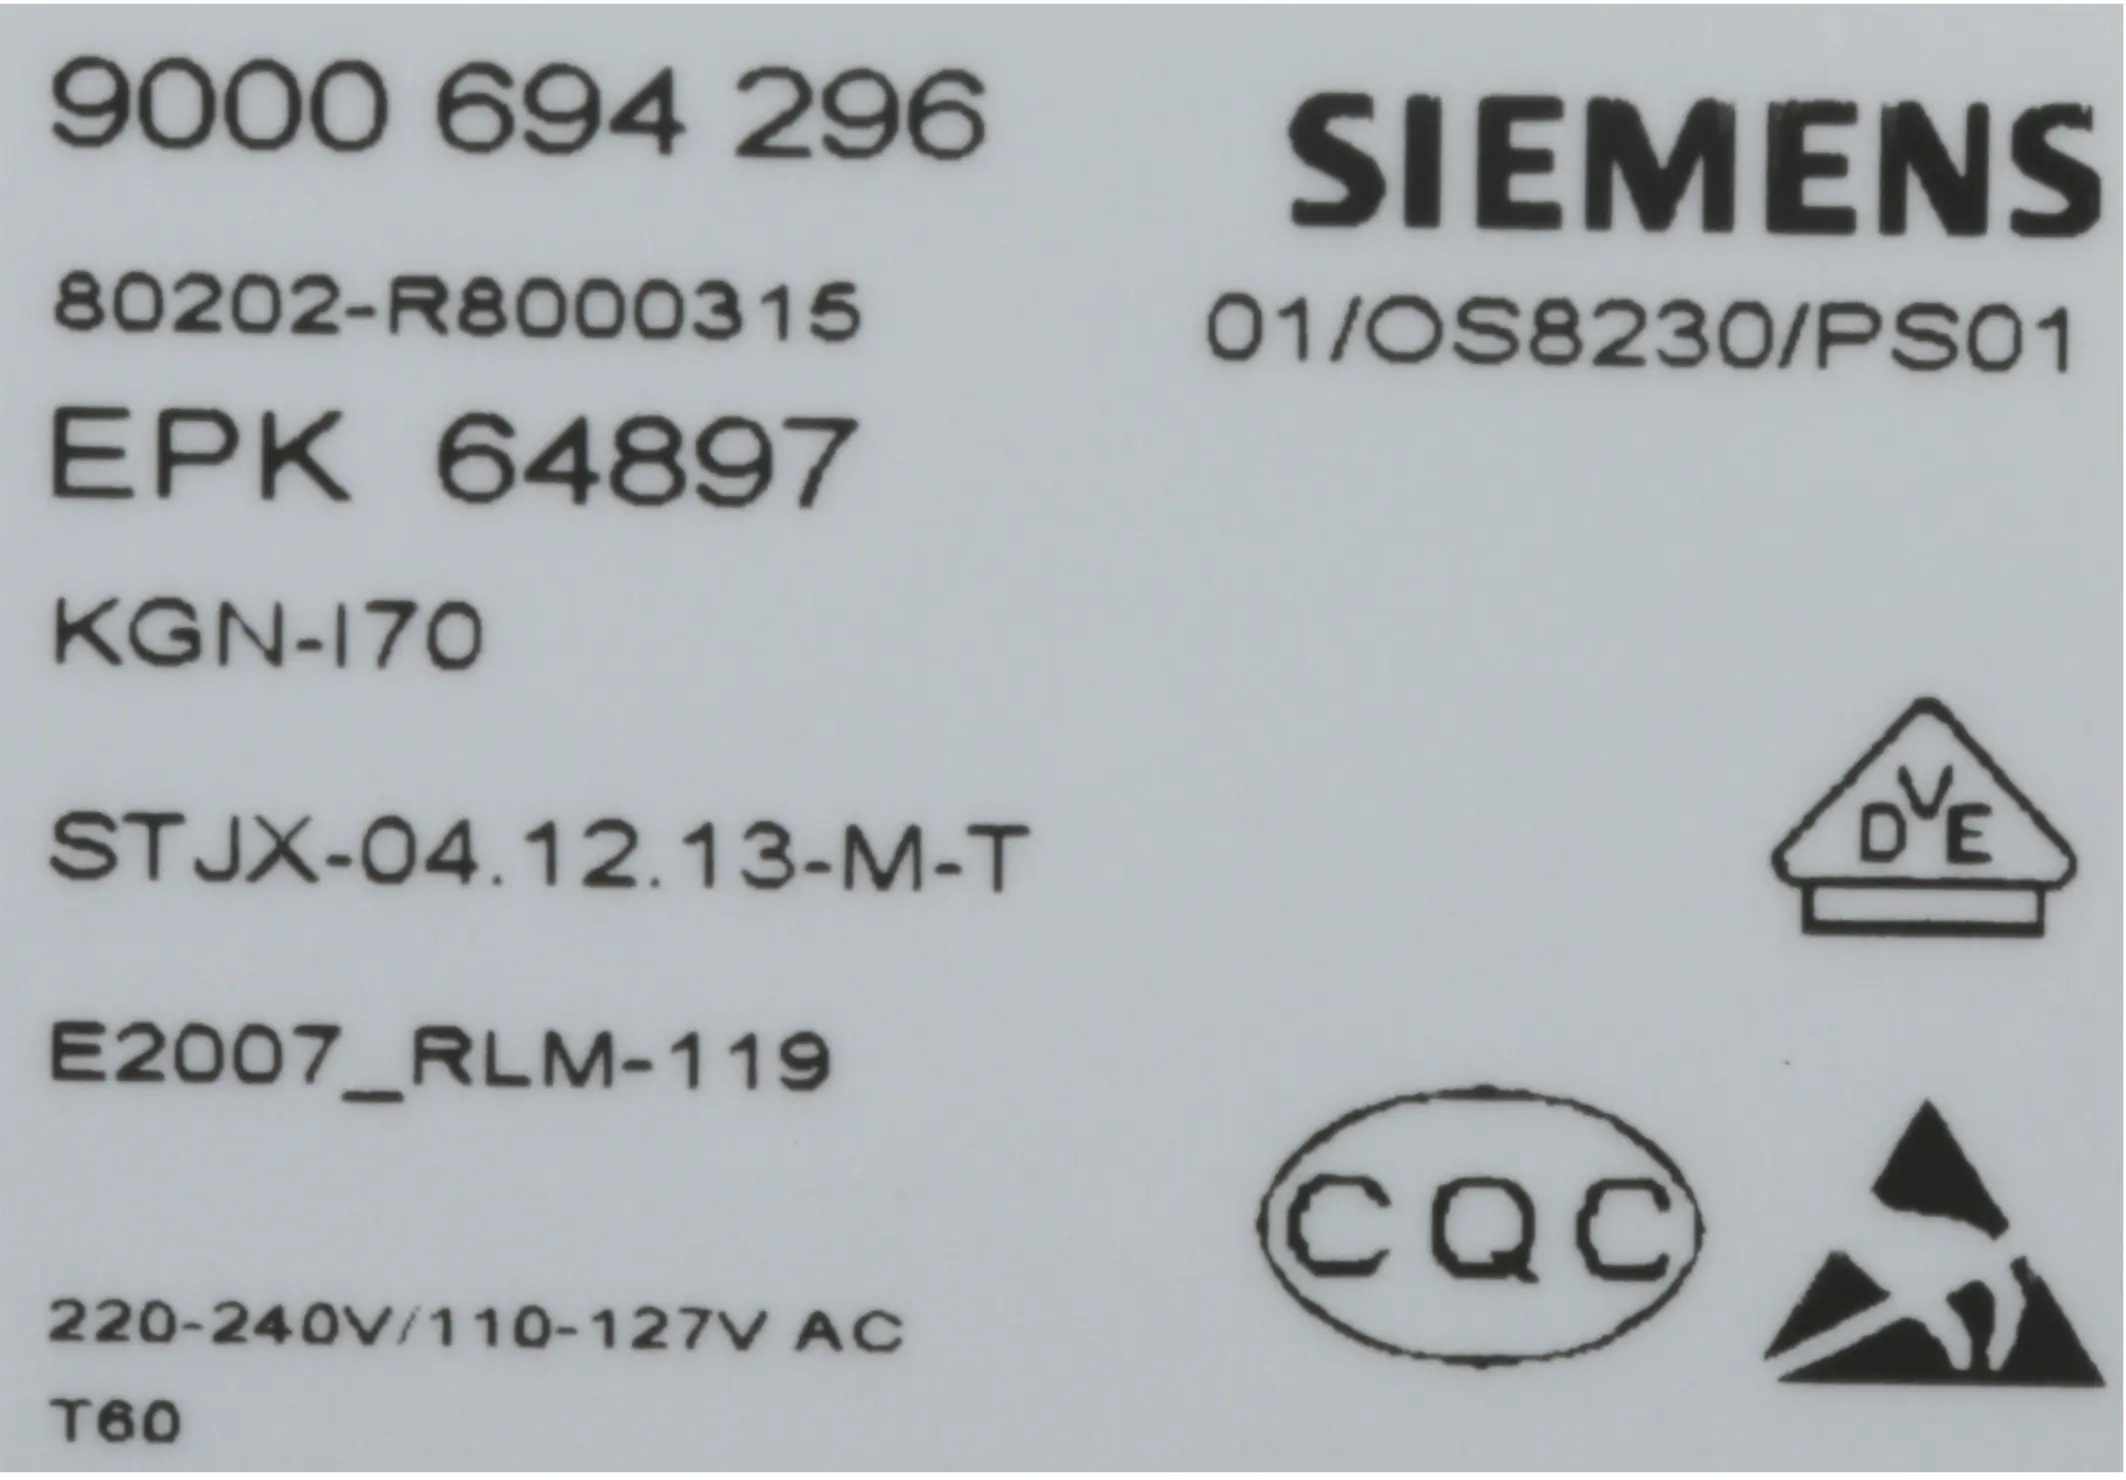 9000 694 296
SIEMENS
80202-R8000315
01/OS8230/PS01
EPK 64897
KGN-I70
DVE
STJX-04.12.13-M-T
E2007_RLM-119
CQC
220-240V/110-127V AC
T60